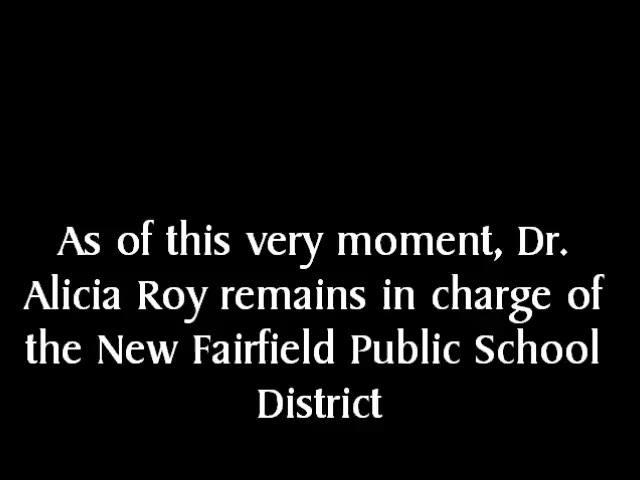 As of this very moment, Dr.
Alicia Roy remains in charge of
the New Fairfield Public School
District